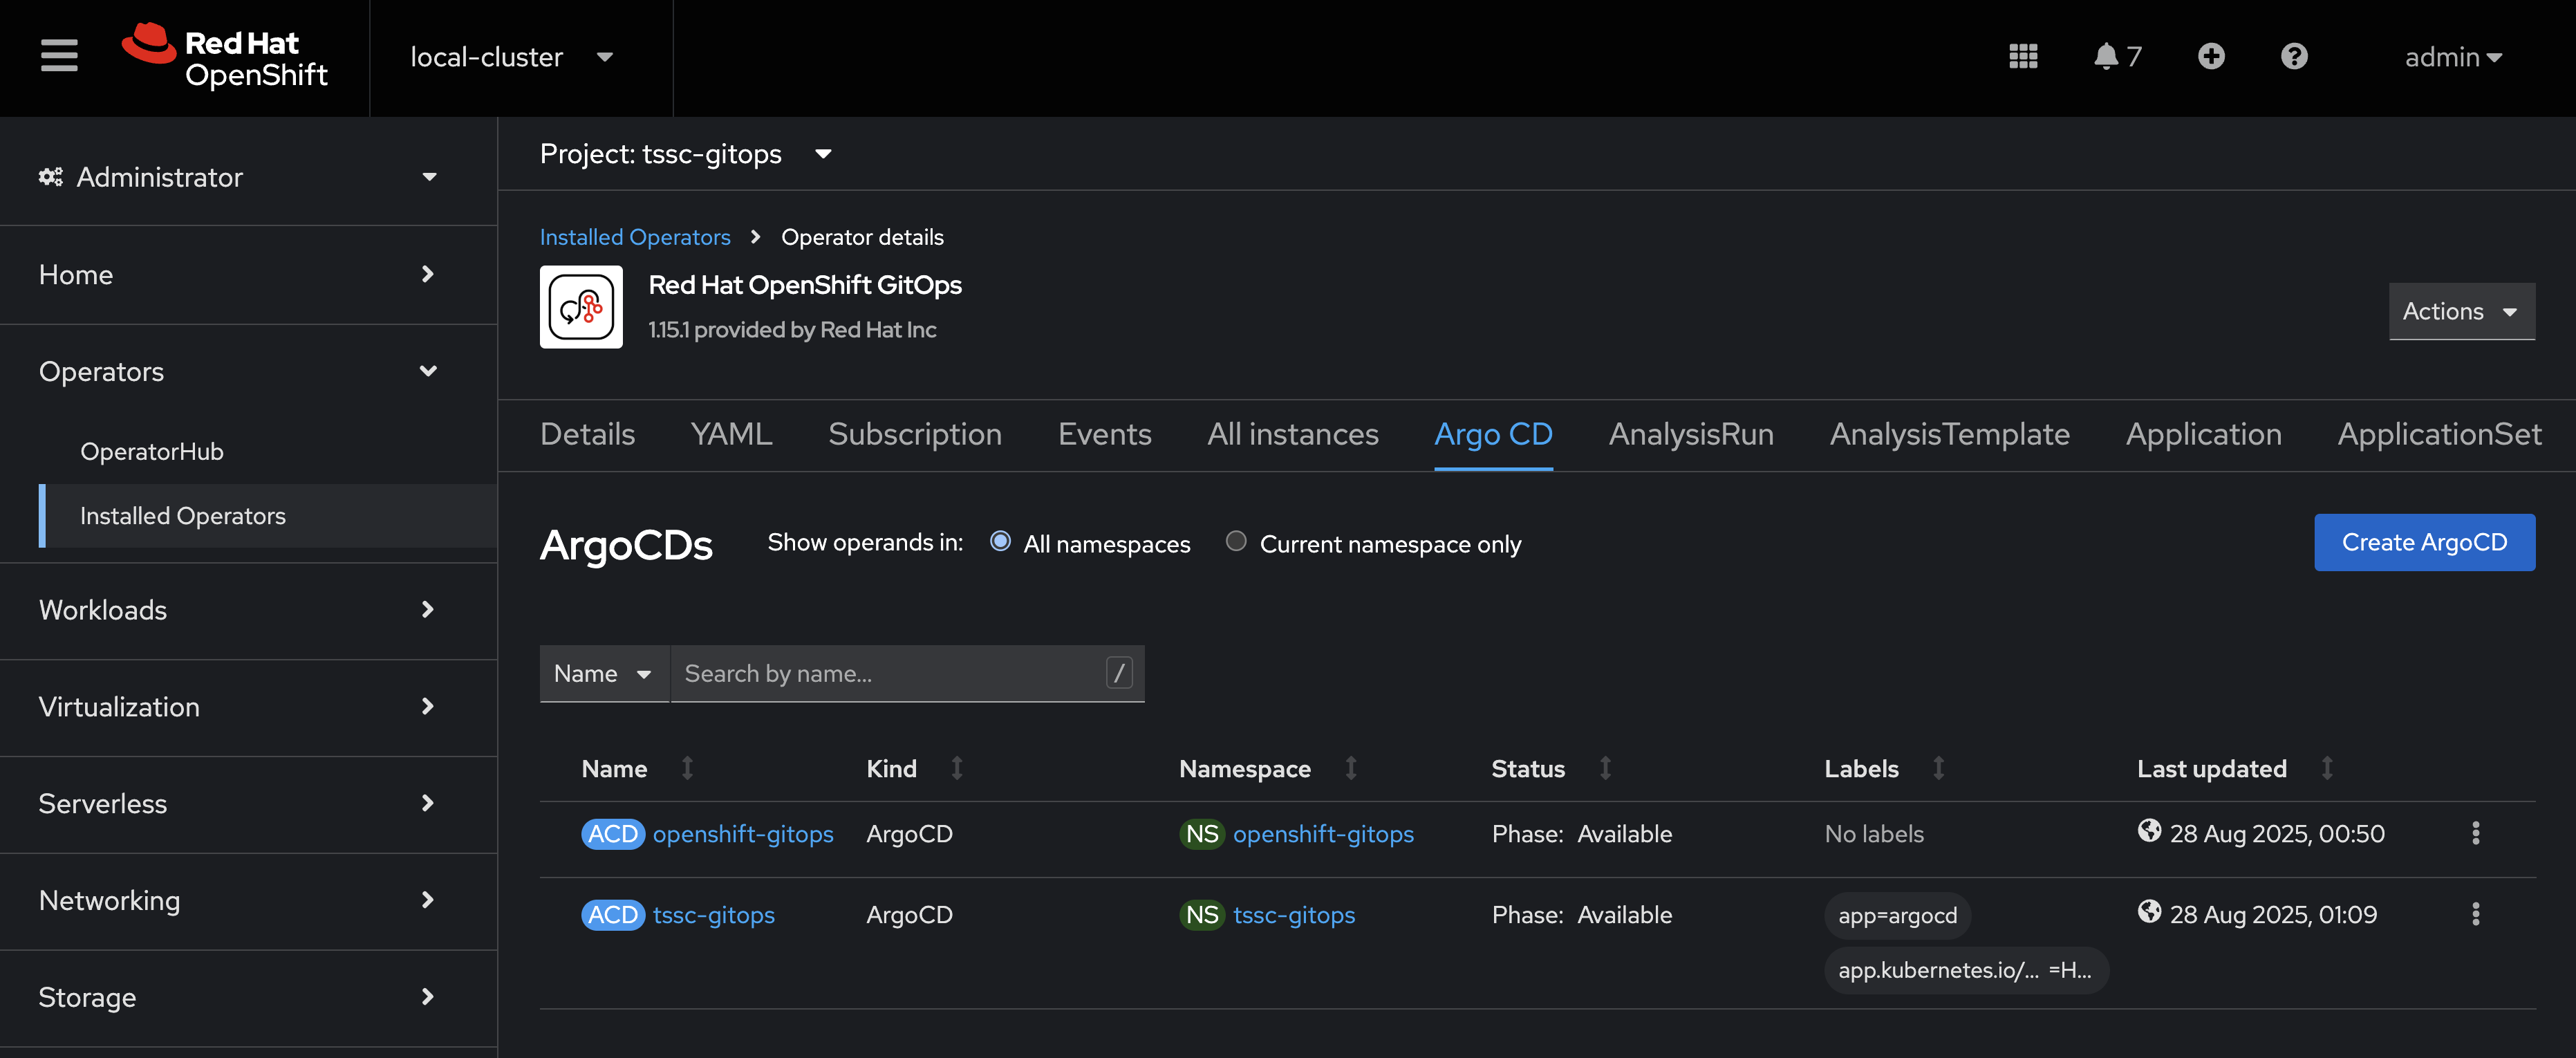 Red Hat
OpenShift
local-cluster
7
admin
Administrator
Home
Operators
OperatorHub
Installed Operators
Workloads
Virtualization
Serverless
Networking
Storage
Project: tssc-gitops
Installed Operators > Operator details
Red Hat OpenShift GitOps
1.15.1 provided by Red Hat Inc
Actions
Details YAML Subscription Events All instances Argo CD AnalysisRun AnalysisTemplate Application ApplicationSet
ArgoCDs Show operands in: All namespaces Current namespace only Create ArgoCD
Name Search by name... /
Name Kind Namespace Status Labels Last updated
ACD openshift-gitops ArgoCD NS openshift-gitops Phase: Available No labels 28 Aug 2025, 00:50
ACD tssc-gitops ArgoCD NS tssc-gitops Phase: Available app=argocd 28 Aug 2025, 01:09
app.kubernetes.io/... =H...